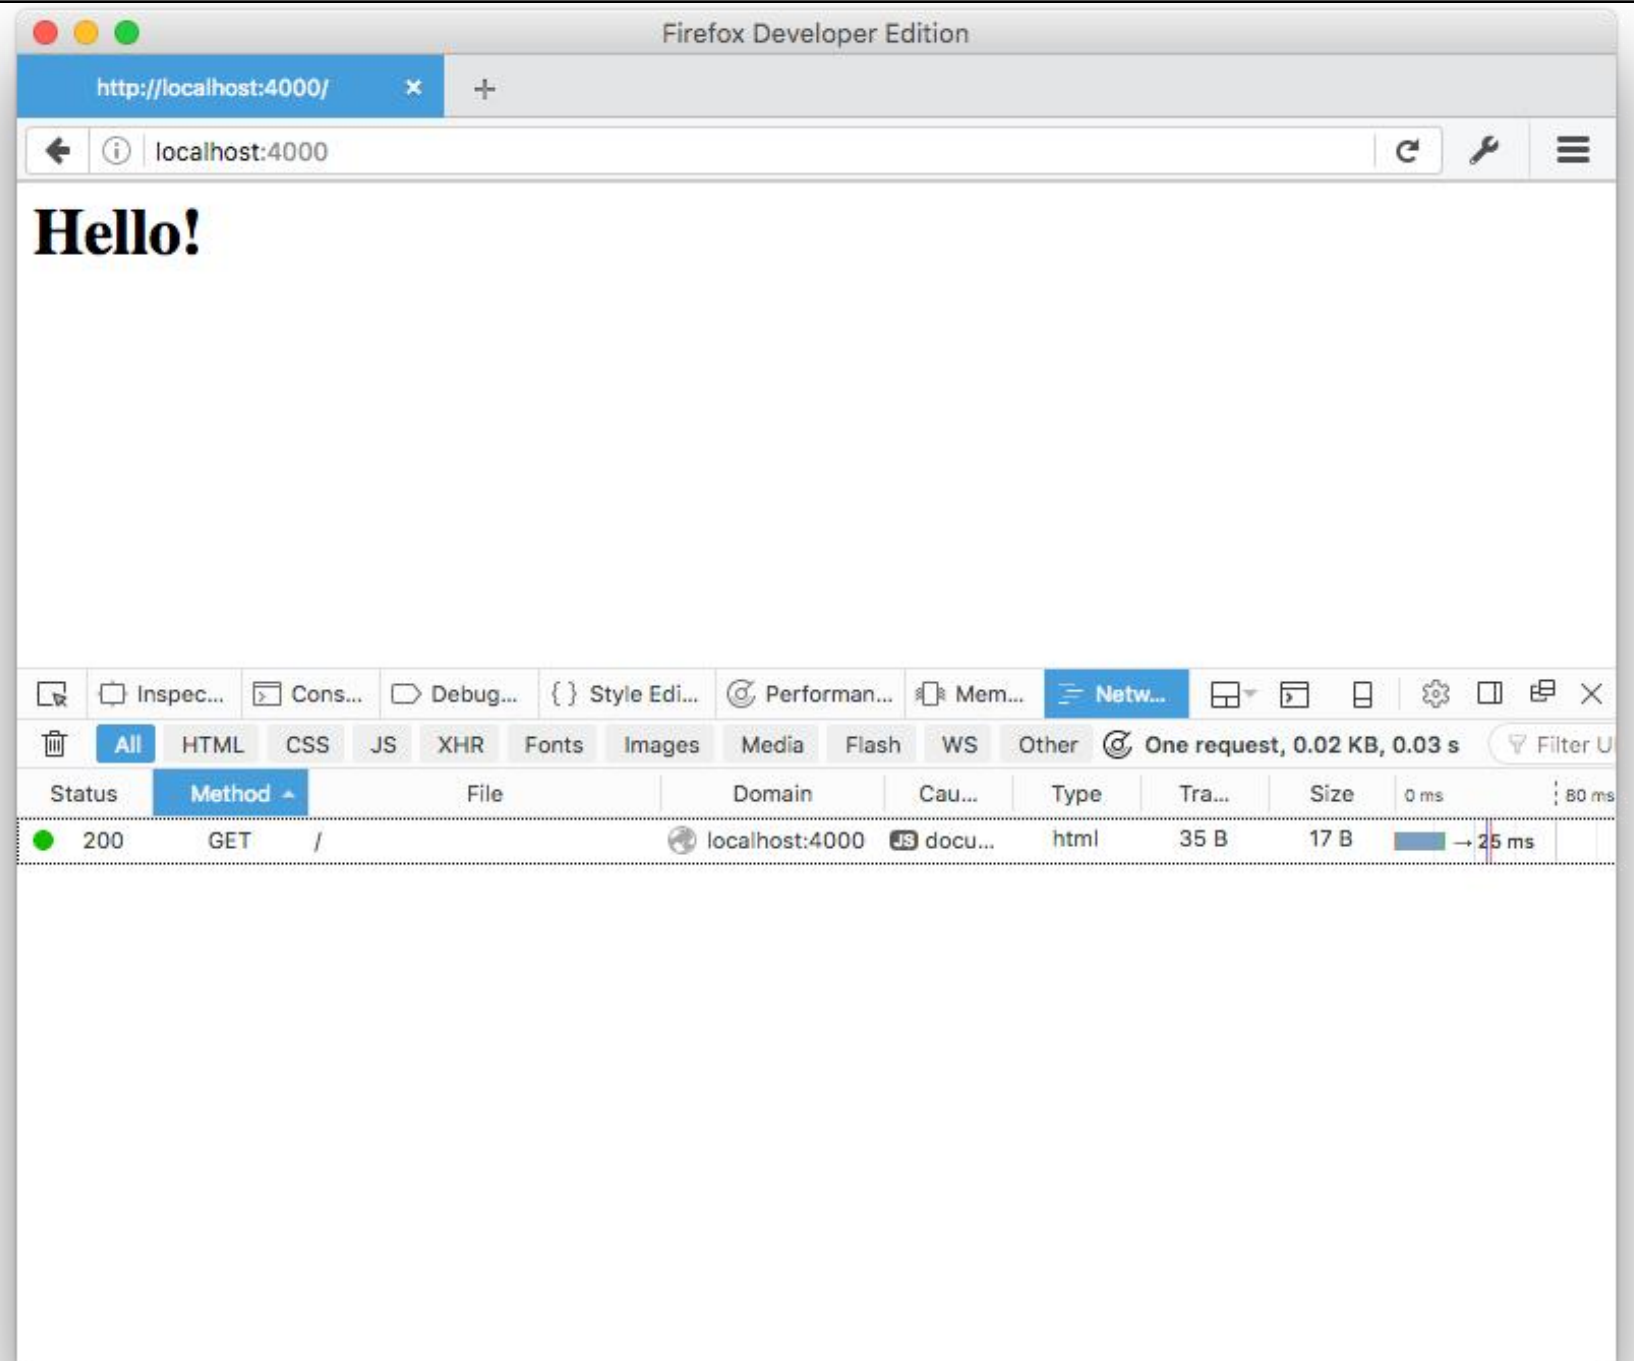 Firefox Developer Edition
http://localhost:4000/
localhost:4000
Hello!
Inspec... Cons... Debug... { } Style Edi... Performan... Mem... Netw...
All HTML CSS JS XHR Fonts Images Media Flash WS Other One request, 0.02 KB, 0.03 s Filter U
Status Method File Domain Cau... Type Tra... Size 0 ms 80 ms
200 GET / localhost:4000 JS docu... html 35 B 17 B → 25 ms